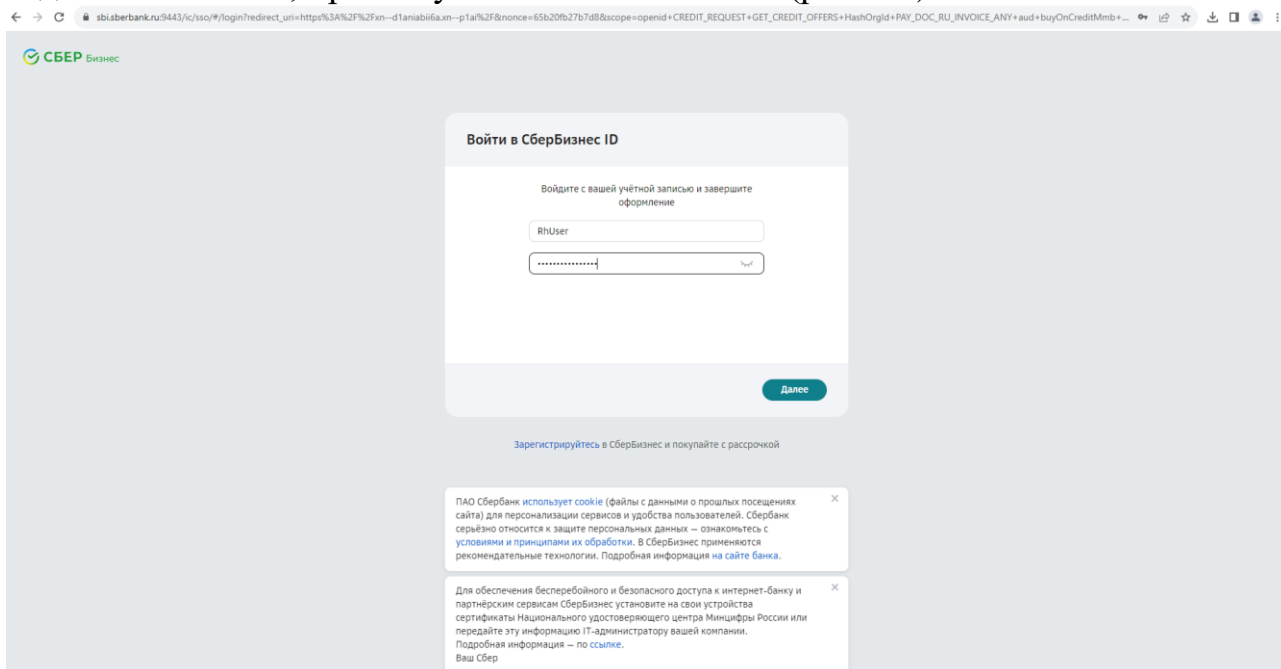 sbi.sberbank.ru:9443/ic/sso/#/login?redirect_uri=https%3A%2F%2Fxn--d1aniabii6a.xn--p1ai%2F&nonce=65b20fb27b7d8&scope=openid+CREDIT_REQUEST+GET_CREDIT_OFFERS+HashOrgId+PAY_DOC_RU_INVOICE_ANY+aud+buyOnCreditMmb+...
СБЕР Бизнес
Войти в СберБизнес ID
Войдите с вашей учётной записью и завершите
оформление
RhUser
Далее
Зарегистрируйтесь в СберБизнес и покупайте с рассрочкой
ПАО Сбербанк использует cookie (файлы с данными о прошлых посещениях
сайта) для персонализации сервисов и удобства пользователей. Сбербанк
серьёзно относится к защите персональных данных — ознакомьтесь с
условиями и принципами их обработки. В СберБизнес применяются
рекомендательные технологии. Подробная информация на сайте банка.
Для обеспечения бесперебойного и безопасного доступа к интернет-банку и
партнёрским сервисам СберБизнес установите на свои устройства
сертификаты Национального удостоверяющего центра Минцифры России или
передайте эту информацию IT-администратору вашей компании.
Подробная информация — по ссылке.
Ваш Сбер